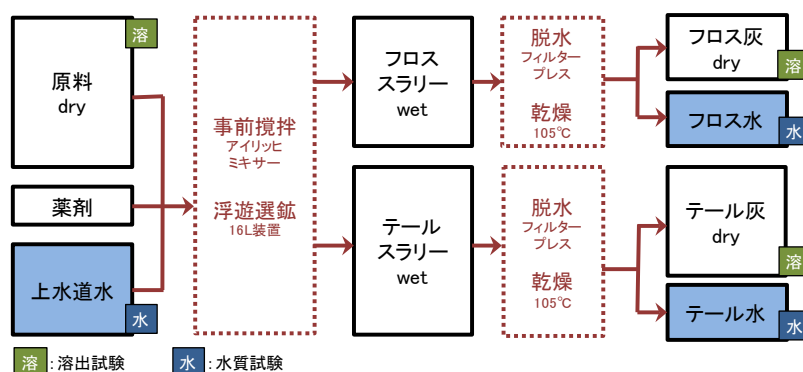 原料
dry
溶
薬剤
上水道水
水
事前攪拌
アイリッヒ
ミキサー
浮遊選鉱
16L装置
フロス
スラリー
wet
脱水
フィルター
プレス
乾燥
105℃
フロス灰
dry
溶
フロス水
水
テール
スラリー
wet
脱水
フィルター
プレス
乾燥
105℃
テール灰
dry
溶
テール水
水
溶:溶出試験
水:水質試験